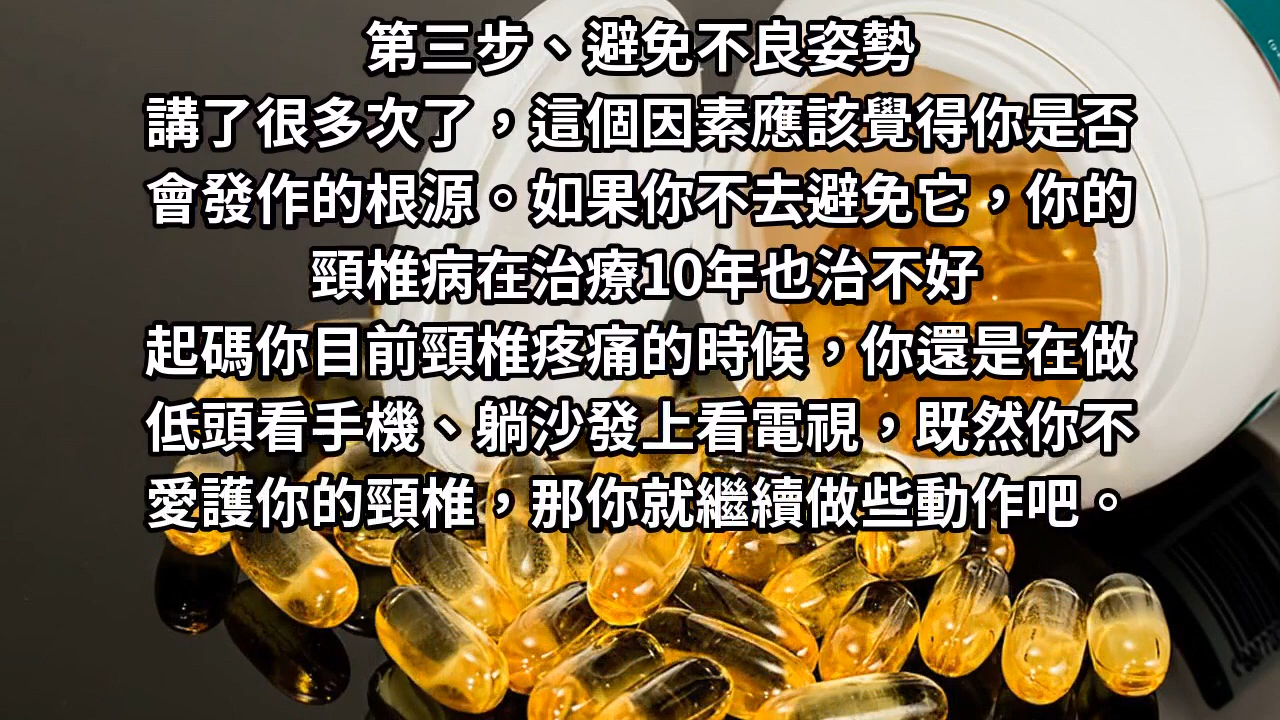 第三步、避免不良姿勢
講了很多次了，這個因素應該覺得你是否
會發作的根源。如果你不去避免它，你的
頸椎病在治療10年也治不好
起碼你目前頸椎疼痛的時候，你還是在做
低頭看手機、躺沙發上看電視，既然你不
愛護你的頸椎，那你就繼續做些動作吧。